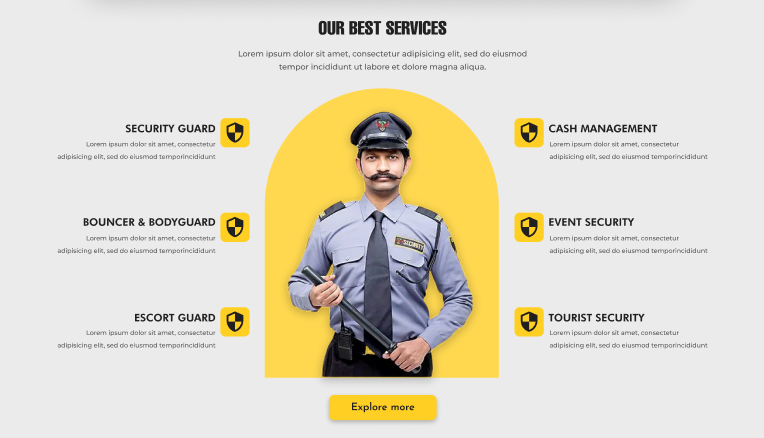 OUR BEST SERVICES
Lorem ipsum dolor sit amet, consectetur adipisicing elit, sed do eiusmod
tempor incididunt ut labore et dolore magna aliqua.
SECURITY GUARD
Lorem ipsum dolor sit amet, consectetur
adipisicing elit, sed do eiusmod temporincididunt
BOUNCER & BODYGUARD
Lorem ipsum dolor sit amet, consectetur
adipisicing elit, sed do eiusmod temporincididunt
ESCORT GUARD
Lorem ipsum dolor sit amet, consectetur
adipisicing elit, sed do eiusmod temporincididunt
SECURITY
CASH MANAGEMENT
Lorem ipsum dolor sit amet, consectetur
adipisicing elit, sed do eiusmod temporincididunt
EVENT SECURITY
Lorem ipsum dolor sit amet, consectetur
adipisicing elit, sed do eiusmod temporincididunt
TOURIST SECURITY
Lorem ipsum dolor sit amet, consectetur
adipisicing elit, sed do eiusmod temporincididunt
Explore more